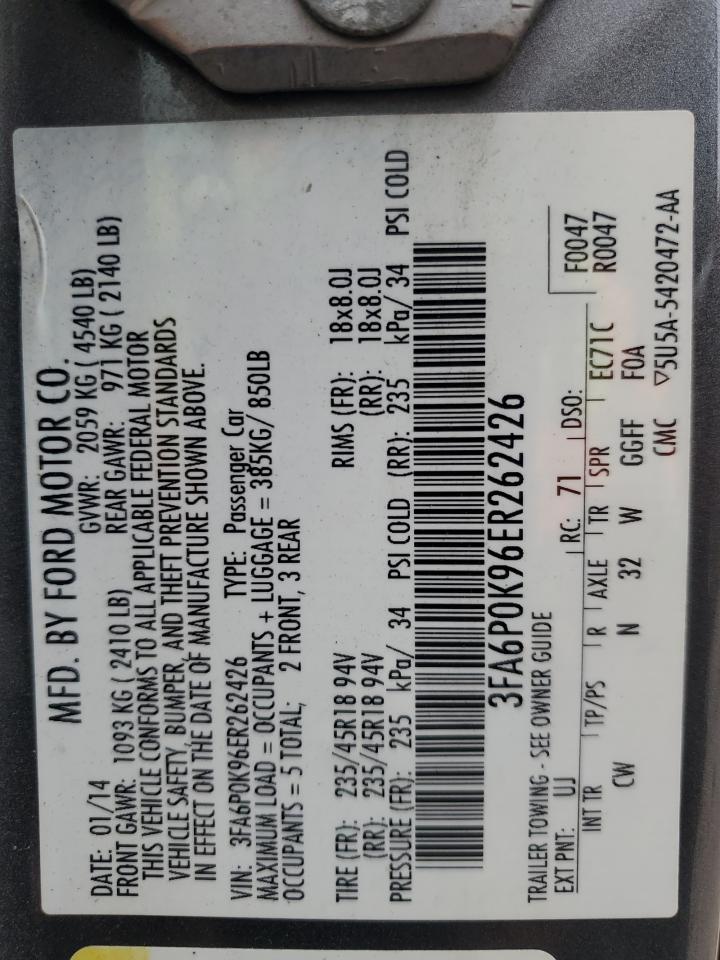 MFD. BY FORD MOTOR CO.
DATE: 01/14 GVWR: 2059 KG ( 4540 LB)
FRONT GAWR: 1093 KG ( 2410 LB) REAR GAWR: 971 KG ( 2140 LB)
THIS VEHICLE CONFORMS TO ALL APPLICABLE FEDERAL MOTOR
VEHICLE SAFETY, BUMPER, AND THEFT PREVENTION STANDARDS
IN EFFECT ON THE DATE OF MANUFACTURE SHOWN ABOVE.
VIN: 3FA6P0K96ER262426 TYPE: Passenger Car
MAXIMUM LOAD = OCCUPANTS + LUGGAGE = 385KG/ 850LB
OCCUPANTS = 5 TOTAL; 2 FRONT, 3 REAR
TIRE (FR): 235/45R18 94V RIMS (FR): 18x8.0J
(RR): 235/45R18 94V (RR): 18x8.0J
PRESSURE (FR): 235 kPa/ 34 PSI COLD (RR): 235 kPa/ 34 PSI COLD
3FA6P0K96ER262426
TRAILER TOWING - SEE OWNER GUIDE
EXT PNT: UJ RC: 71 DSO: F0047
R0047
INT TR TP/PS R AXLE TR SPR EC71C
CW N 32 W GGFF F0A
CMC ▽5U5A-5420472-AA